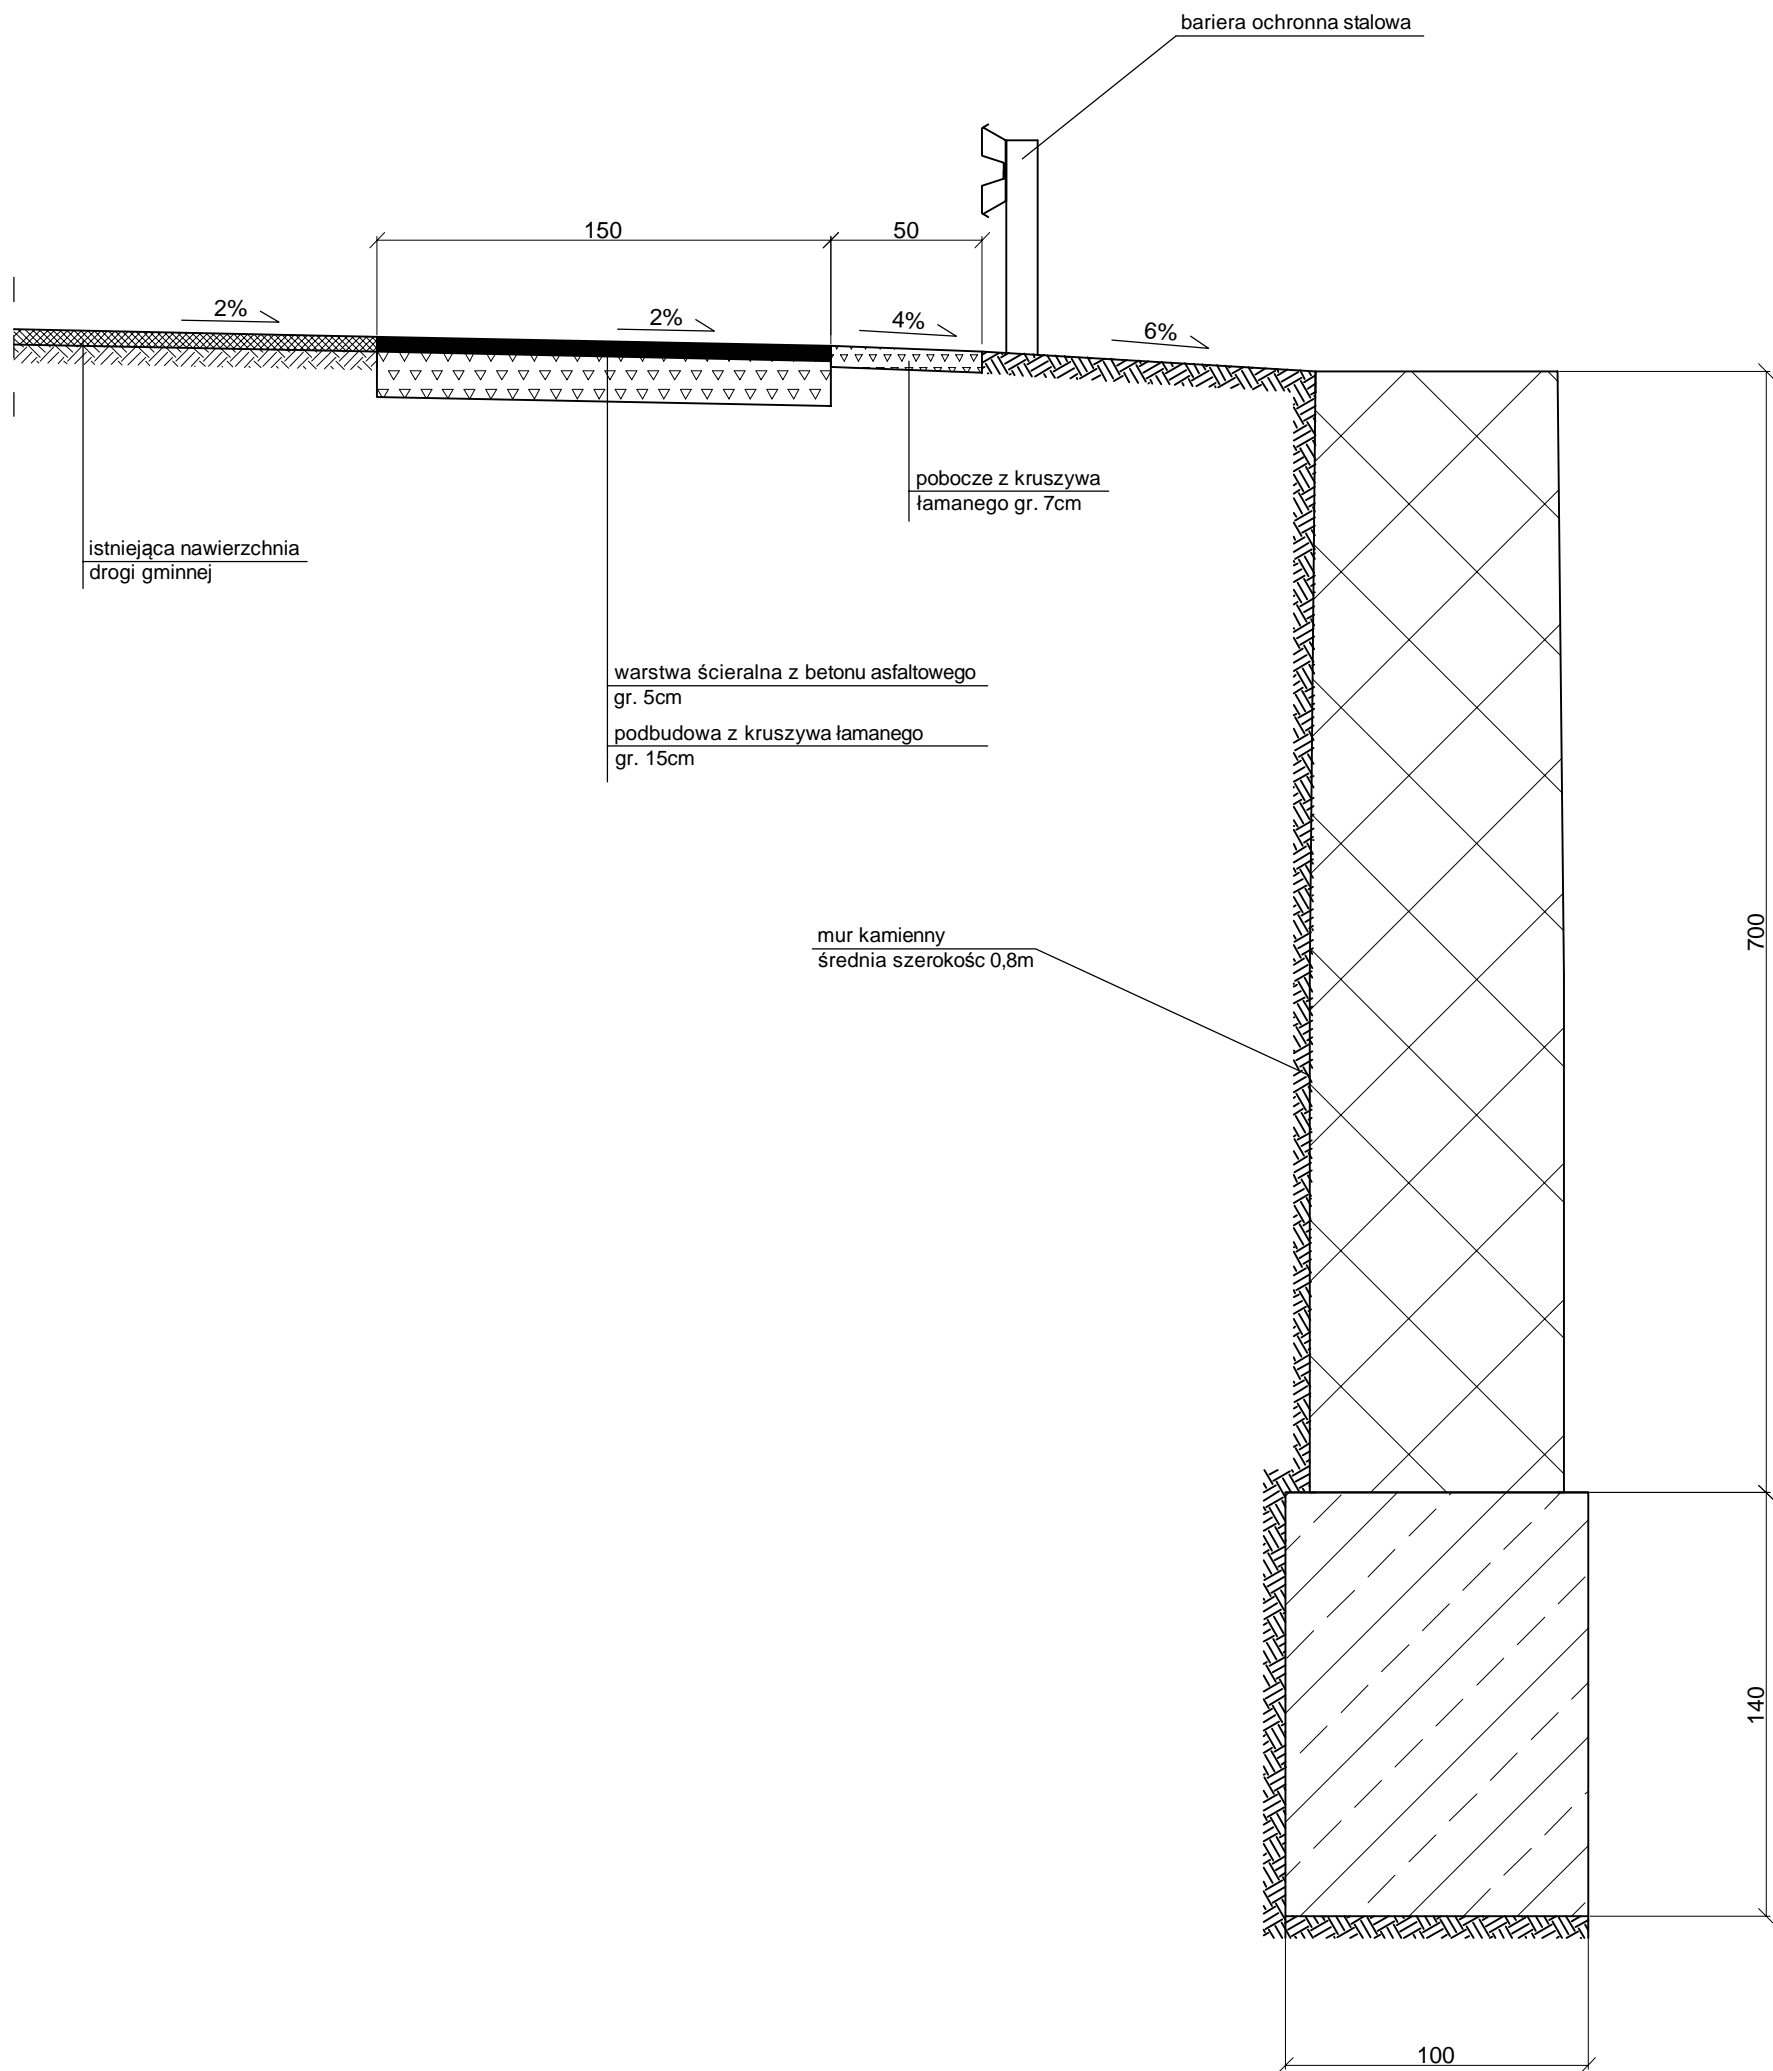 bariera ochronna stalowa
150
50
2%
2%
4%
6%
pobocze z kruszywa
łamanego gr. 7cm
istniejąca nawierzchnia
drogi gminnej
warstwa ścieralna z betonu asfaltowego
gr. 5cm
podbudowa z kruszywa łamanego
gr. 15cm
mur kamienny
średnia szerokośc 0,8m
700
140
100